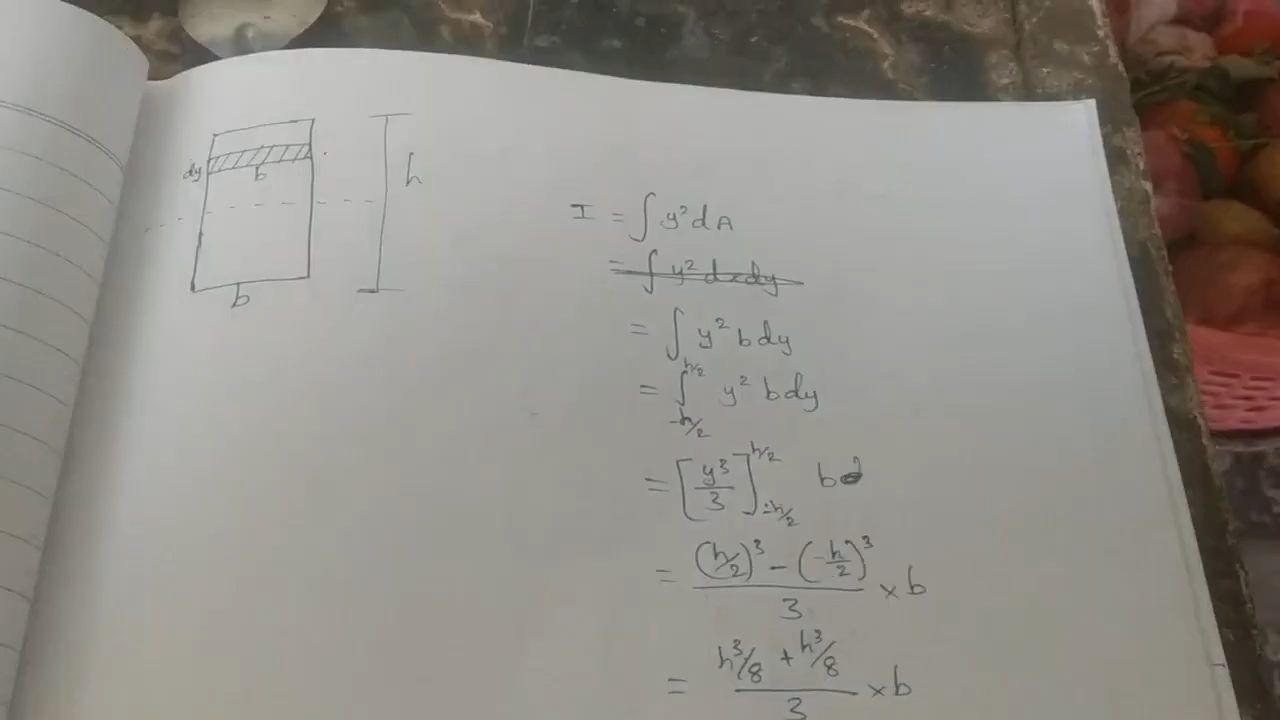 dy
b
h
b
I = ∫ y² dA
= ∫ y² dx dy
= ∫ y² b dy
= ∫_{-h/2}^{h/2} y² b dy
= [y³/3]_{-h/2}^{h/2} b
= ((h/2)³ - (-h/2)³)/3 × b
= (h³/8 + h³/8)/3 × b